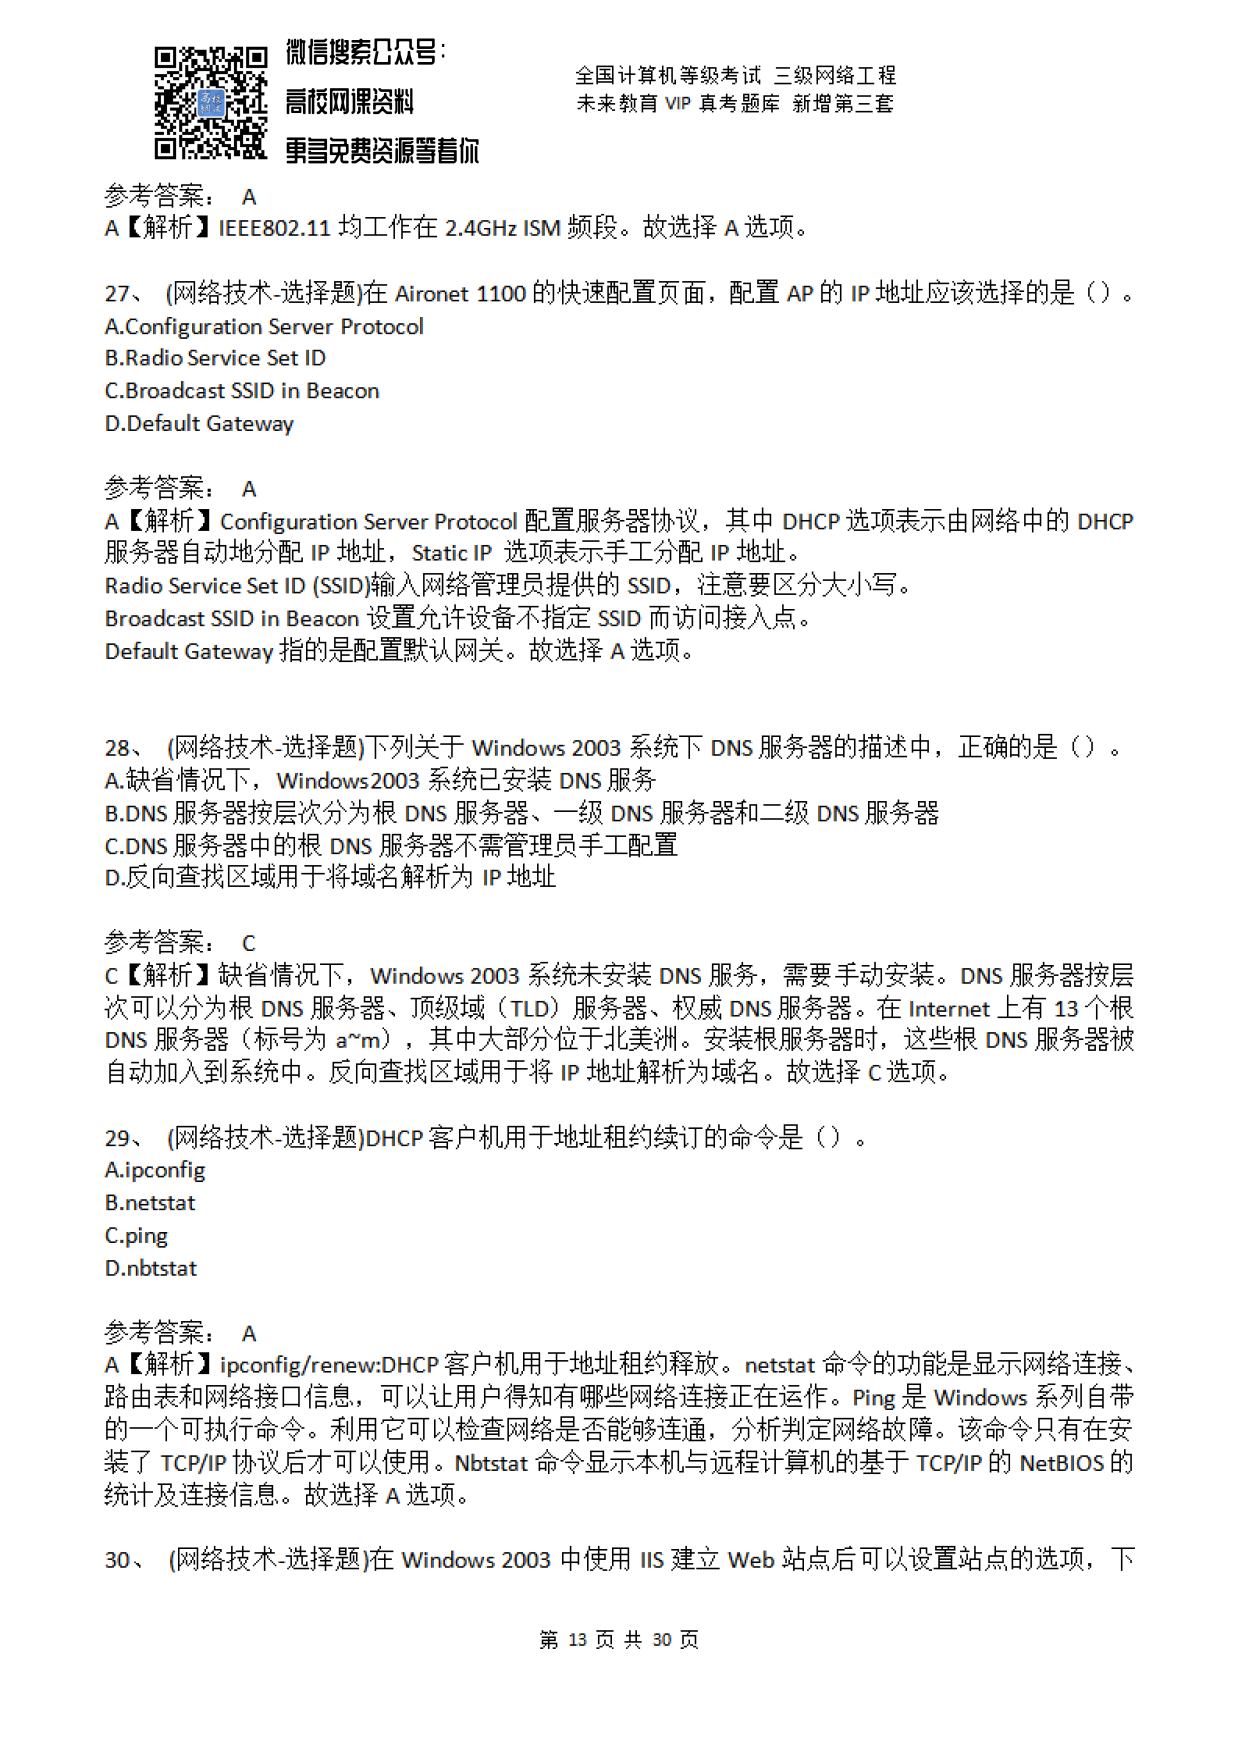 微信搜索公众号：
高校网课资料
更多免费资源等着你
全国计算机等级考试 三级网络工程
未来教育 VIP 真考题库 新增第三套
参考答案： A
A【解析】IEEE802.11 均工作在 2.4GHz ISM 频段。故选择 A 选项。
27、 (网络技术-选择题)在 Aironet 1100 的快速配置页面，配置 AP 的 IP 地址应该选择的是（）。
A.Configuration Server Protocol
B.Radio Service Set ID
C.Broadcast SSID in Beacon
D.Default Gateway
参考答案： A
A【解析】Configuration Server Protocol 配置服务器协议，其中 DHCP 选项表示由网络中的 DHCP
服务器自动地分配 IP 地址，Static IP 选项表示手工分配 IP 地址。
Radio Service Set ID (SSID)输入网络管理员提供的 SSID，注意要区分大小写。
Broadcast SSID in Beacon 设置允许设备不指定 SSID 而访问接入点。
Default Gateway 指的是配置默认网关。故选择 A 选项。
28、 (网络技术-选择题)下列关于 Windows 2003 系统下 DNS 服务器的描述中，正确的是（）。
A.缺省情况下，Windows2003 系统已安装 DNS 服务
B.DNS 服务器按层次分为根 DNS 服务器、一级 DNS 服务器和二级 DNS 服务器
C.DNS 服务器中的根 DNS 服务器不需管理员手工配置
D.反向查找区域用于将域名解析为 IP 地址
参考答案： C
C【解析】缺省情况下，Windows 2003 系统未安装 DNS 服务，需要手动安装。DNS 服务器按层
次可以分为根 DNS 服务器、顶级域（TLD）服务器、权威 DNS 服务器。在 Internet 上有 13 个根
DNS 服务器（标号为 a~m），其中大部分位于北美洲。安装根服务器时，这些根 DNS 服务器被
自动加入到系统中。反向查找区域用于将 IP 地址解析为域名。故选择 C 选项。
29、 (网络技术-选择题)DHCP 客户机用于地址租约续订的命令是（）。
A.ipconfig
B.netstat
C.ping
D.nbtstat
参考答案： A
A【解析】ipconfig/renew:DHCP 客户机用于地址租约释放。netstat 命令的功能是显示网络连接、
路由表和网络接口信息，可以让用户得知有哪些网络连接正在运作。Ping 是 Windows 系列自带
的一个可执行命令。利用它可以检查网络是否能够连通，分析判定网络故障。该命令只有在安
装了 TCP/IP 协议后才可以使用。Nbtstat 命令显示本机与远程计算机的基于 TCP/IP 的 NetBIOS 的
统计及连接信息。故选择 A 选项。
30、 (网络技术-选择题)在 Windows 2003 中使用 IIS 建立 Web 站点后可以设置站点的选项，下
第 13 页 共 30 页